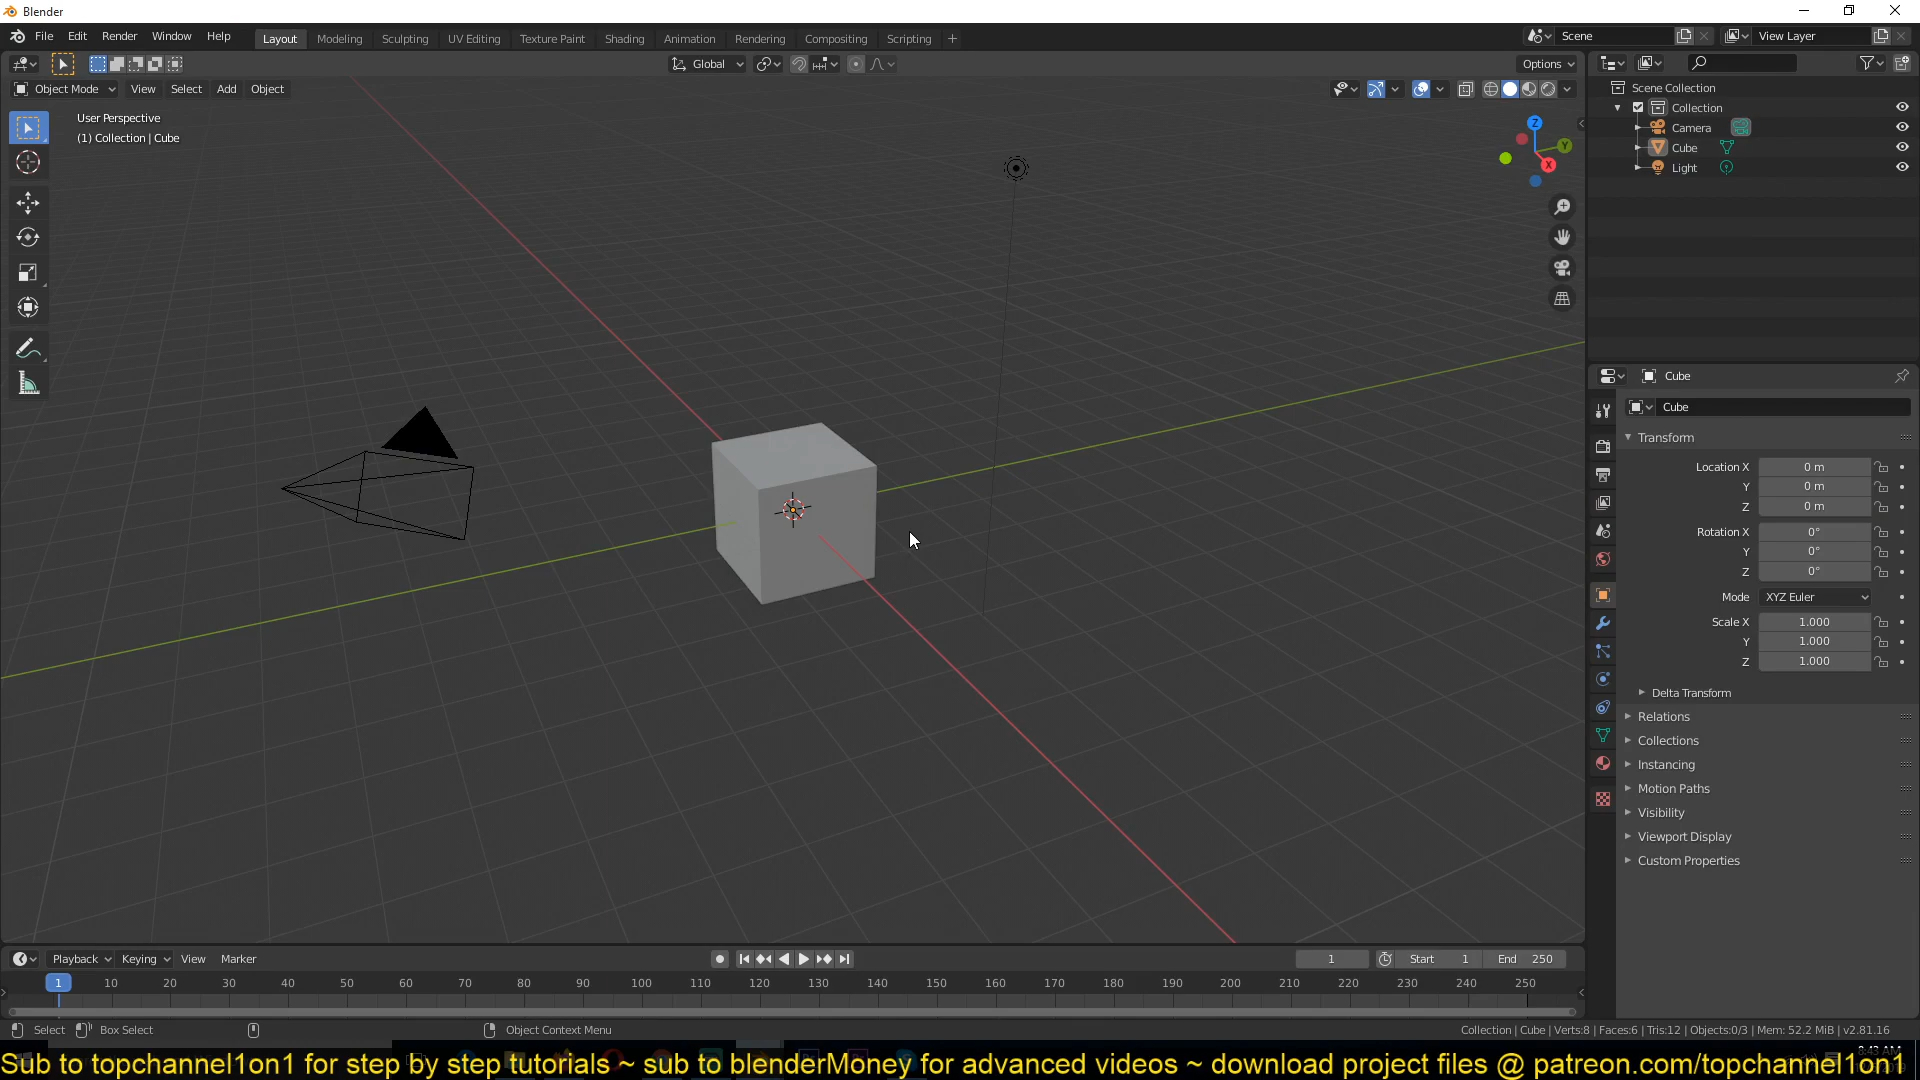 Blender
File Edit Render Window Help Layout Modeling Sculpting UV Editing Texture Paint Shading Animation Rendering Compositing Scripting + Scene View Layer
Global Options
Object Mode View Select Add Object
User Perspective
(1) Collection | Cube
Z
Y
X
Scene Collection
Collection
Camera
Cube
Light
Cube
Cube
Transform
Location X 0 m
Y 0 m
Z 0 m
Rotation X 0°
Y 0°
Z 0°
Mode XYZ Euler
Scale X 1.000
Y 1.000
Z 1.000
Delta Transform
Relations
Collections
Instancing
Motion Paths
Visibility
Viewport Display
Custom Properties
Playback Keying View Marker 1 Start 1 End 250
1 10 20 30 40 50 60 70 80 90 100 110 120 130 140 150 160 170 180 190 200 210 220 230 240 250
Select Box Select Object Context Menu Collection | Cube | Verts:8 | Faces:6 | Tris:12 | Objects:0/3 | Mem: 52.2 MiB | v2.81.16
8:43 AM
Sub to topchannel1on1 for step by step tutorials ~ sub to blenderMoney for advanced videos ~ download project files @ patreon.com/topchannel1on1